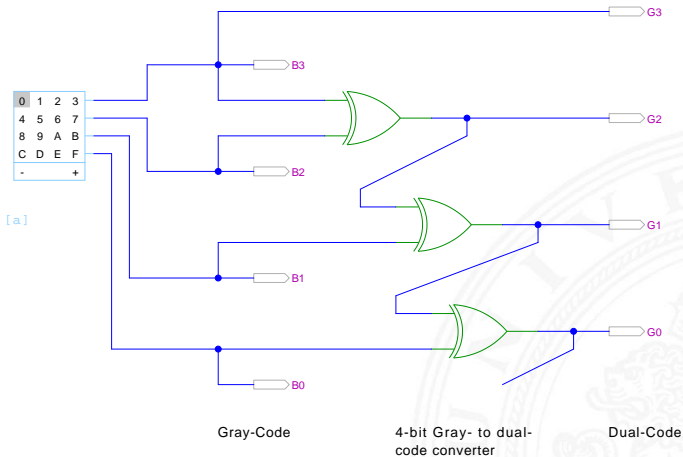 G3
B3
0 1 2 3
4 5 6 7
8 9 A B
C D E F
- +
G2
B2
[a]
G1
B1
G0
B0
Gray-Code
4-bit Gray- to dual-
code converter
Dual-Code